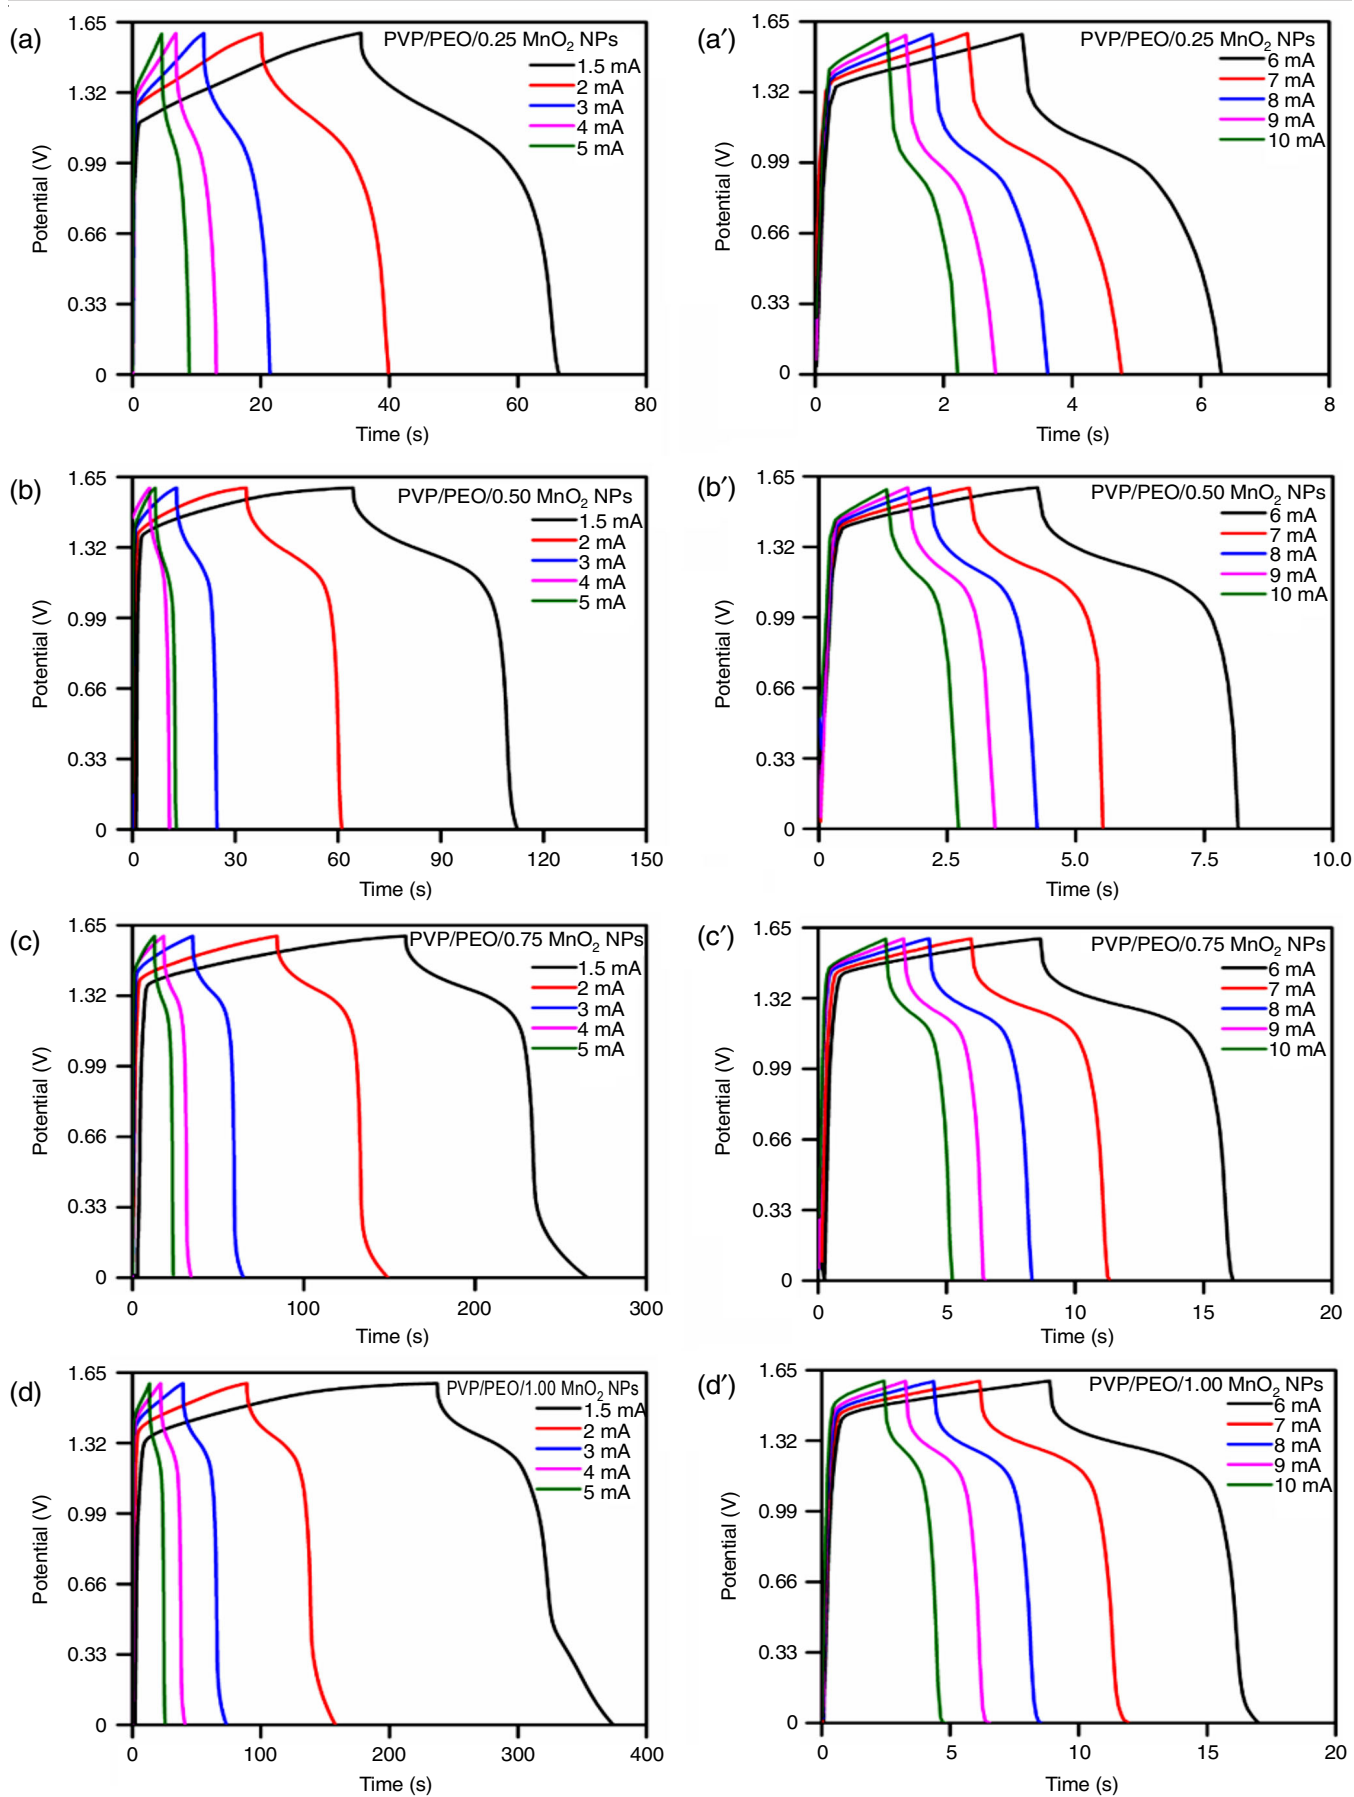 (a)
PVP/PEO/0.25 MnO₂ NPs
1.5 mA
2 mA
3 mA
4 mA
5 mA
Potential (V)
1.65
1.32
0.99
0.66
0.33
0
0 20 40 60 80
Time (s)
(a′)
PVP/PEO/0.25 MnO₂ NPs
6 mA
7 mA
8 mA
9 mA
10 mA
Potential (V)
1.65
1.32
0.99
0.66
0.33
0
0 2 4 6 8
Time (s)
(b)
PVP/PEO/0.50 MnO₂ NPs
1.5 mA
2 mA
3 mA
4 mA
5 mA
Potential (V)
1.65
1.32
0.99
0.66
0.33
0
0 30 60 90 120 150
Time (s)
(b′)
PVP/PEO/0.50 MnO₂ NPs
6 mA
7 mA
8 mA
9 mA
10 mA
Potential (V)
1.65
1.32
0.99
0.66
0.33
0
0 2.5 5.0 7.5 10.0
Time (s)
(c)
PVP/PEO/0.75 MnO₂ NPs
1.5 mA
2 mA
3 mA
4 mA
5 mA
Potential (V)
1.65
1.32
0.99
0.66
0.33
0
0 100 200 300
Time (s)
(c′)
PVP/PEO/0.75 MnO₂ NPs
6 mA
7 mA
8 mA
9 mA
10 mA
Potential (V)
1.65
1.32
0.99
0.66
0.33
0
0 5 10 15 20
Time (s)
(d)
PVP/PEO/1.00 MnO₂ NPs
1.5 mA
2 mA
3 mA
4 mA
5 mA
Potential (V)
1.65
1.32
0.99
0.66
0.33
0
0 100 200 300 400
Time (s)
(d′)
PVP/PEO/1.00 MnO₂ NPs
6 mA
7 mA
8 mA
9 mA
10 mA
Potential (V)
1.65
1.32
0.99
0.66
0.33
0
0 5 10 15 20
Time (s)